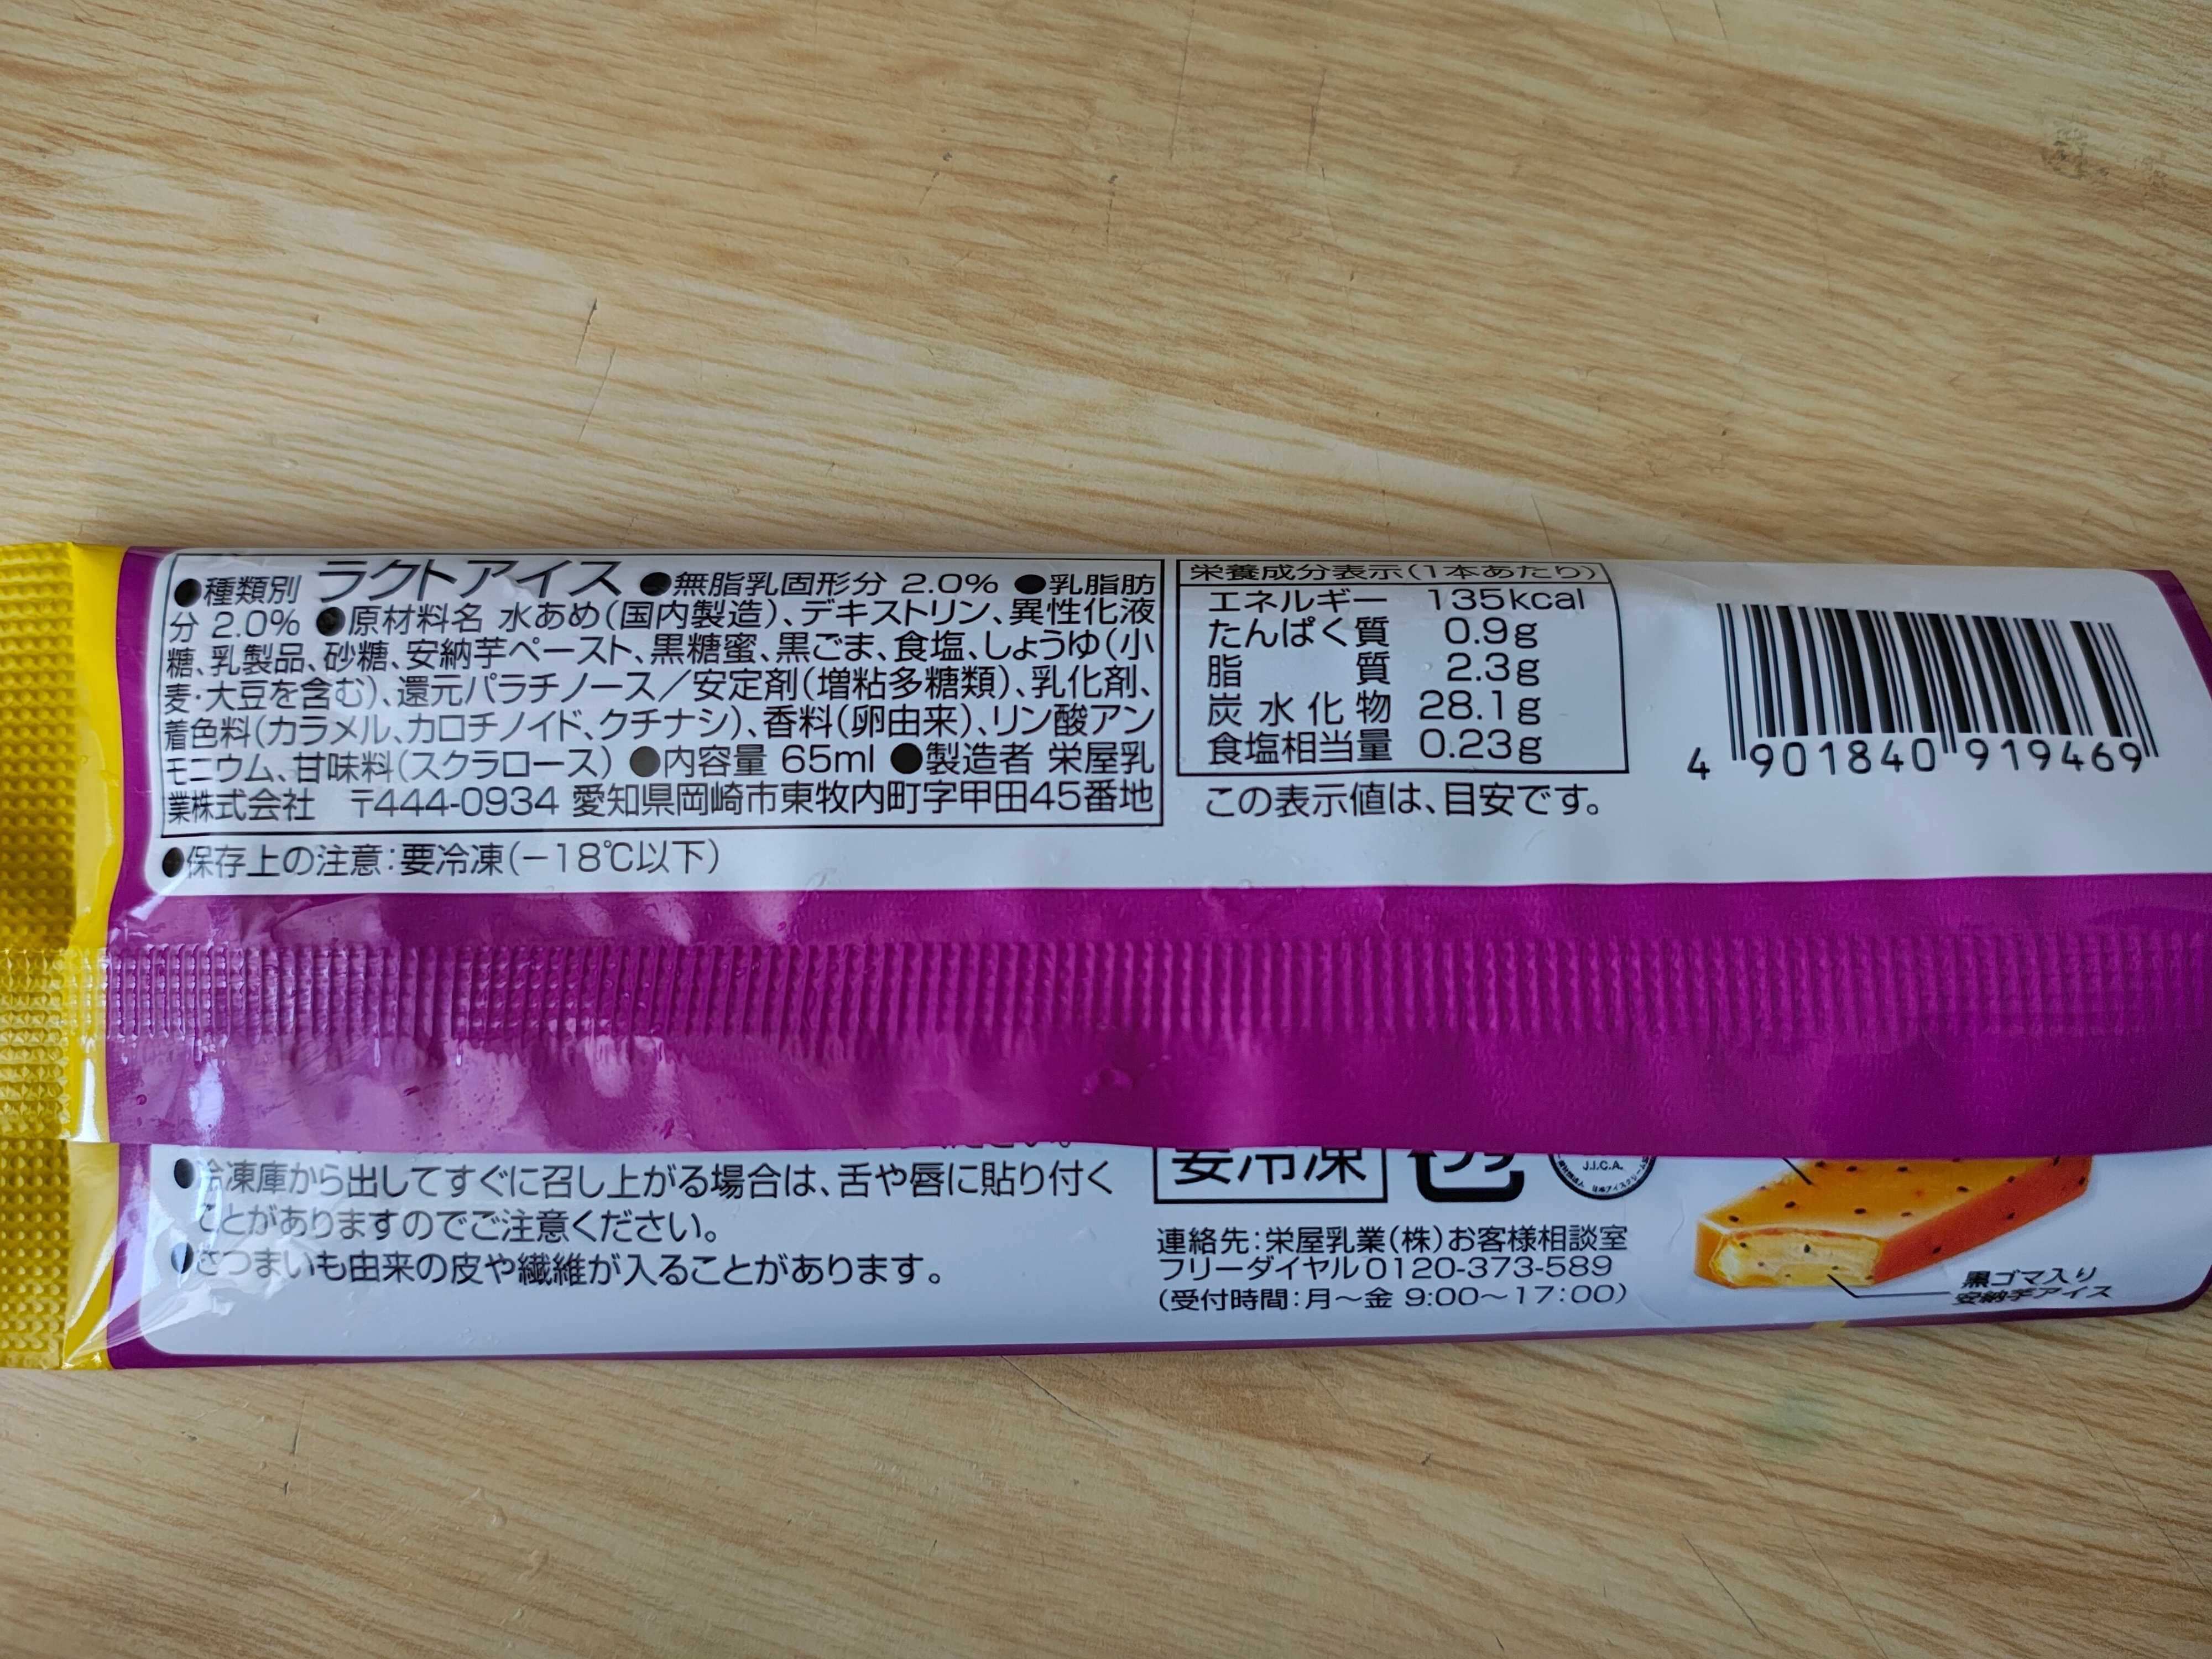 ●種類別 ラクトアイス ●無脂乳固形分 2.0% ●乳脂肪
分 2.0% ●原材料名 水あめ(国内製造)、デキストリン、異性化液
糖、乳製品、砂糖、安納芋ペースト、黒糖蜜、黒ごま、食塩、しょうゆ(小
麦・大豆を含む)、還元パラチノース/安定剤(増粘多糖類)、乳化剤、
着色料(カラメル、カロチノイド、クチナシ)、香料(卵由来)、リン酸アン
モニウム、甘味料(スクラロース) ●内容量 65ml ●製造者 栄屋乳
業株式会社 〒444-0934 愛知県岡崎市東牧内町字甲田45番地
●保存上の注意:要冷凍(-18℃以下)
栄養成分表示(1本あたり)
エネルギー 135kcal
たんぱく質 0.9g
脂質 2.3g
炭水化物 28.1g
食塩相当量 0.23g
この表示値は、目安です。
4 901840 919469
●冷凍庫から出してすぐに召し上がる場合は、舌や唇に貼り付く
ことがありますのでご注意ください。
●さつまいも由来の皮や繊維が入ることがあります。
要冷凍
J.I.C.A.
連絡先:栄屋乳業(株)お客様相談室
フリーダイヤル0120-373-589
(受付時間:月〜金 9:00〜17:00)
黒ゴマ入り
安納芋アイス